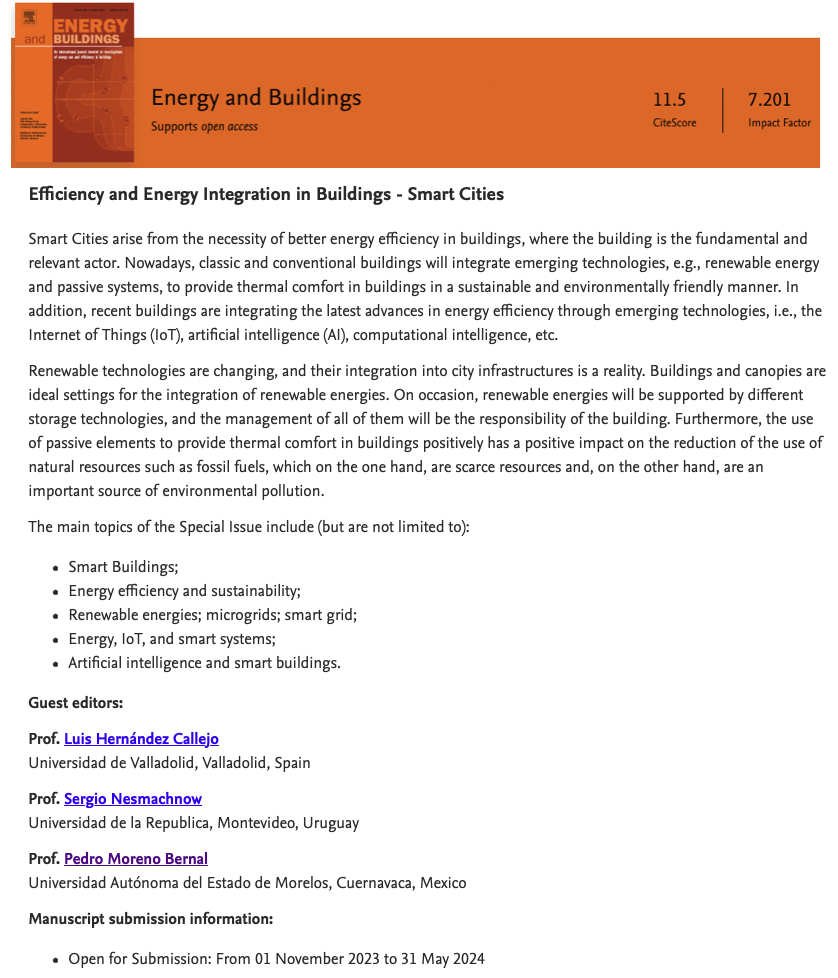 ENERGY
and BUILDINGS
Energy and Buildings
Supports open access
11.5
CiteScore
7.201
Impact Factor
Efficiency and Energy Integration in Buildings - Smart Cities
Smart Cities arise from the necessity of better energy efficiency in buildings, where the building is the fundamental and
relevant actor. Nowadays, classic and conventional buildings will integrate emerging technologies, e.g., renewable energy
and passive systems, to provide thermal comfort in buildings in a sustainable and environmentally friendly manner. In
addition, recent buildings are integrating the latest advances in energy efficiency through emerging technologies, i.e., the
Internet of Things (IoT), artificial intelligence (AI), computational intelligence, etc.
Renewable technologies are changing, and their integration into city infrastructures is a reality. Buildings and canopies are
ideal settings for the integration of renewable energies. On occasion, renewable energies will be supported by different
storage technologies, and the management of all of them will be the responsibility of the building. Furthermore, the use
of passive elements to provide thermal comfort in buildings positively has a positive impact on the reduction of the use of
natural resources such as fossil fuels, which on the one hand, are scarce resources and, on the other hand, are an
important source of environmental pollution.
The main topics of the Special Issue include (but are not limited to):
• Smart Buildings;
• Energy efficiency and sustainability;
• Renewable energies; microgrids; smart grid;
• Energy, IoT, and smart systems;
• Artificial intelligence and smart buildings.
Guest editors:
Prof. Luis Hernández Callejo
Universidad de Valladolid, Valladolid, Spain
Prof. Sergio Nesmachnow
Universidad de la Republica, Montevideo, Uruguay
Prof. Pedro Moreno Bernal
Universidad Autónoma del Estado de Morelos, Cuernavaca, Mexico
Manuscript submission information:
• Open for Submission: From 01 November 2023 to 31 May 2024